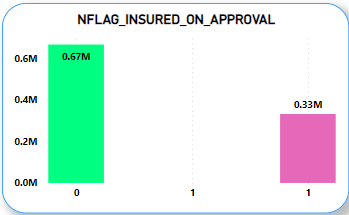 NFLAG_INSURED_ON_APPROVAL
0.6M
0.4M
0.2M
0.0M
0.67M
0.33M
0 1 1